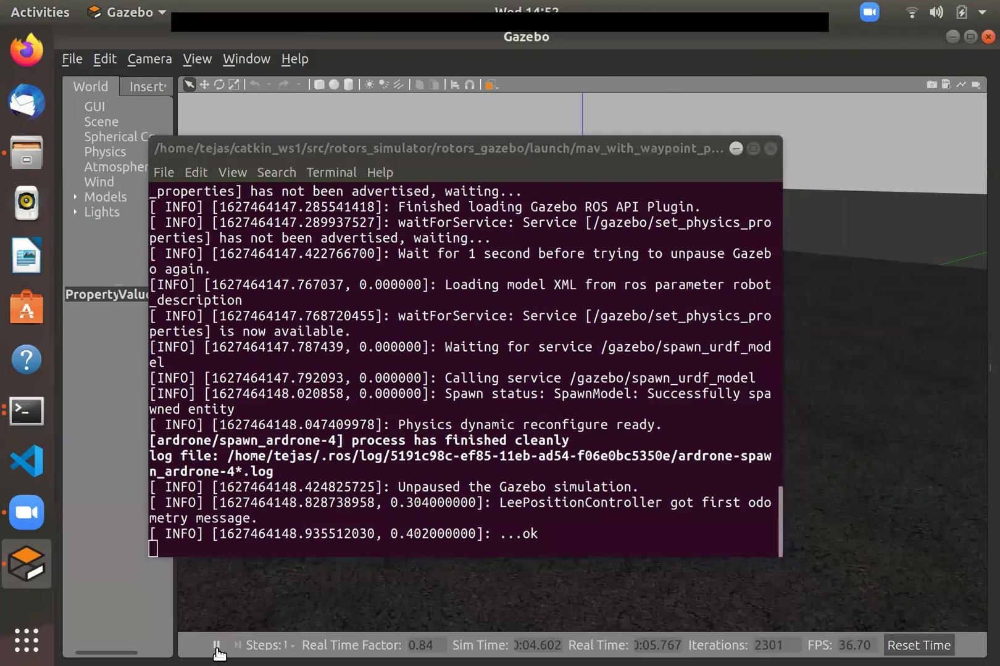 Activities
Gazebo
Wed 14:52
Gazebo
File Edit Camera View Window Help
World Insert
GUI
Scene
Spherical Co
Physics
Atmospher
Wind
Models
Lights
PropertyValue
/home/tejas/catkin_ws1/src/rotors_simulator/rotors_gazebo/launch/mav_with_waypoint_p...
File Edit View Search Terminal Help
_properties] has not been advertised, waiting...
[ INFO] [1627464147.285541418]: Finished loading Gazebo ROS API Plugin.
[ INFO] [1627464147.289937527]: waitForService: Service [/gazebo/set_physics_pro
perties] has not been advertised, waiting...
[ INFO] [1627464147.422766700]: Wait for 1 second before trying to unpause Gazeb
o again.
[INFO] [1627464147.767037, 0.000000]: Loading model XML from ros parameter robot
_description
[ INFO] [1627464147.768720455]: waitForService: Service [/gazebo/set_physics_pro
perties] is now available.
[INFO] [1627464147.787439, 0.000000]: Waiting for service /gazebo/spawn_urdf_mod
el
[INFO] [1627464147.792093, 0.000000]: Calling service /gazebo/spawn_urdf_model
[INFO] [1627464148.020858, 0.000000]: Spawn status: SpawnModel: Successfully spa
wned entity
[ INFO] [1627464148.047409978]: Physics dynamic reconfigure ready.
[ardrone/spawn_ardrone-4] process has finished cleanly
log file: /home/tejas/.ros/log/5191c98c-ef85-11eb-ad54-f06e0bc5350e/ardrone-spaw
n_ardrone-4*.log
[ INFO] [1627464148.424825725]: Unpaused the Gazebo simulation.
[ INFO] [1627464148.828738958, 0.304000000]: LeePositionController got first odo
metry message.
[ INFO] [1627464148.935512030, 0.402000000]: ...ok
Steps: 1 Real Time Factor: 0.84 Sim Time: 0:04.602 Real Time: 0:05.767 Iterations: 2301 FPS: 36.70 Reset Time